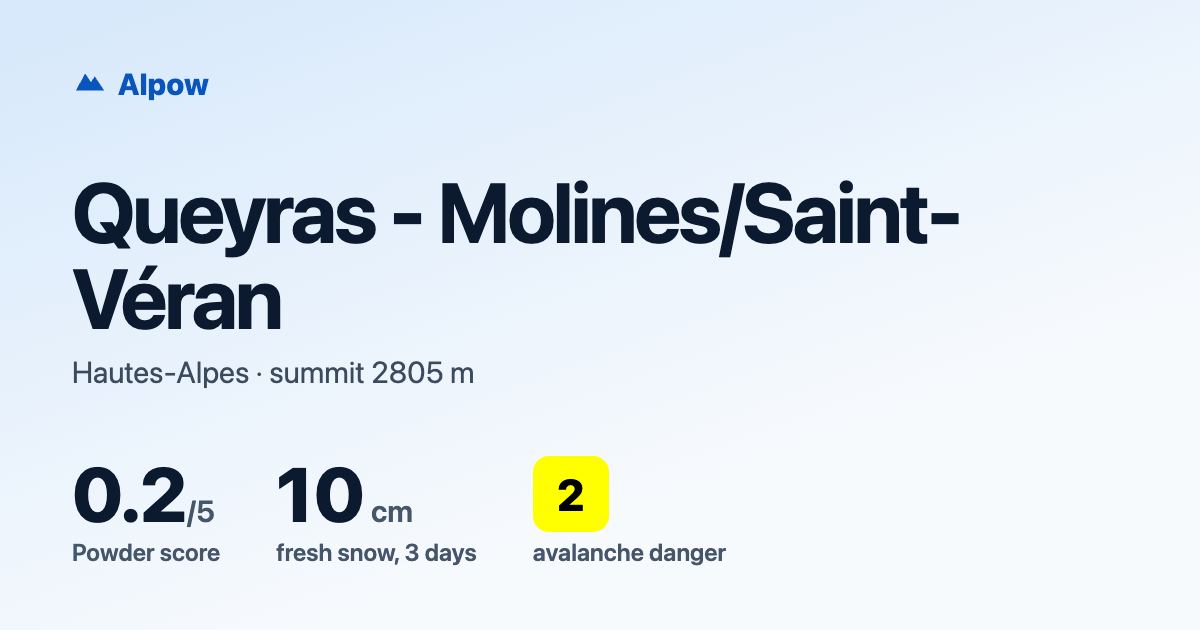 Alpow
Queyras - Molines/Saint-
Véran
Hautes-Alpes · summit 2805 m
0.2/5
10 cm
2
Powder score
fresh snow, 3 days
avalanche danger